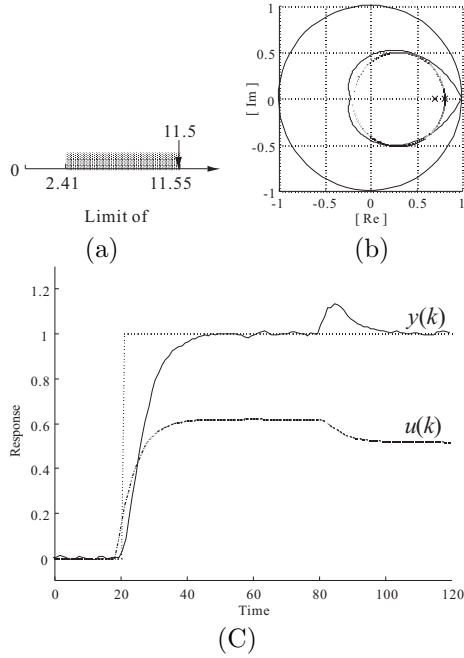 11.5
0
2.41
11.55
Limit of
(a)
1
0.5
0
-0.5
-1
[ Im ]
-1
-0.5
0
0.5
1
[ Re ]
(b)
1.2
1
0.8
0.6
0.4
0.2
0
Response
y(k)
u(k)
0
20
40
60
80
100
120
Time
(C)